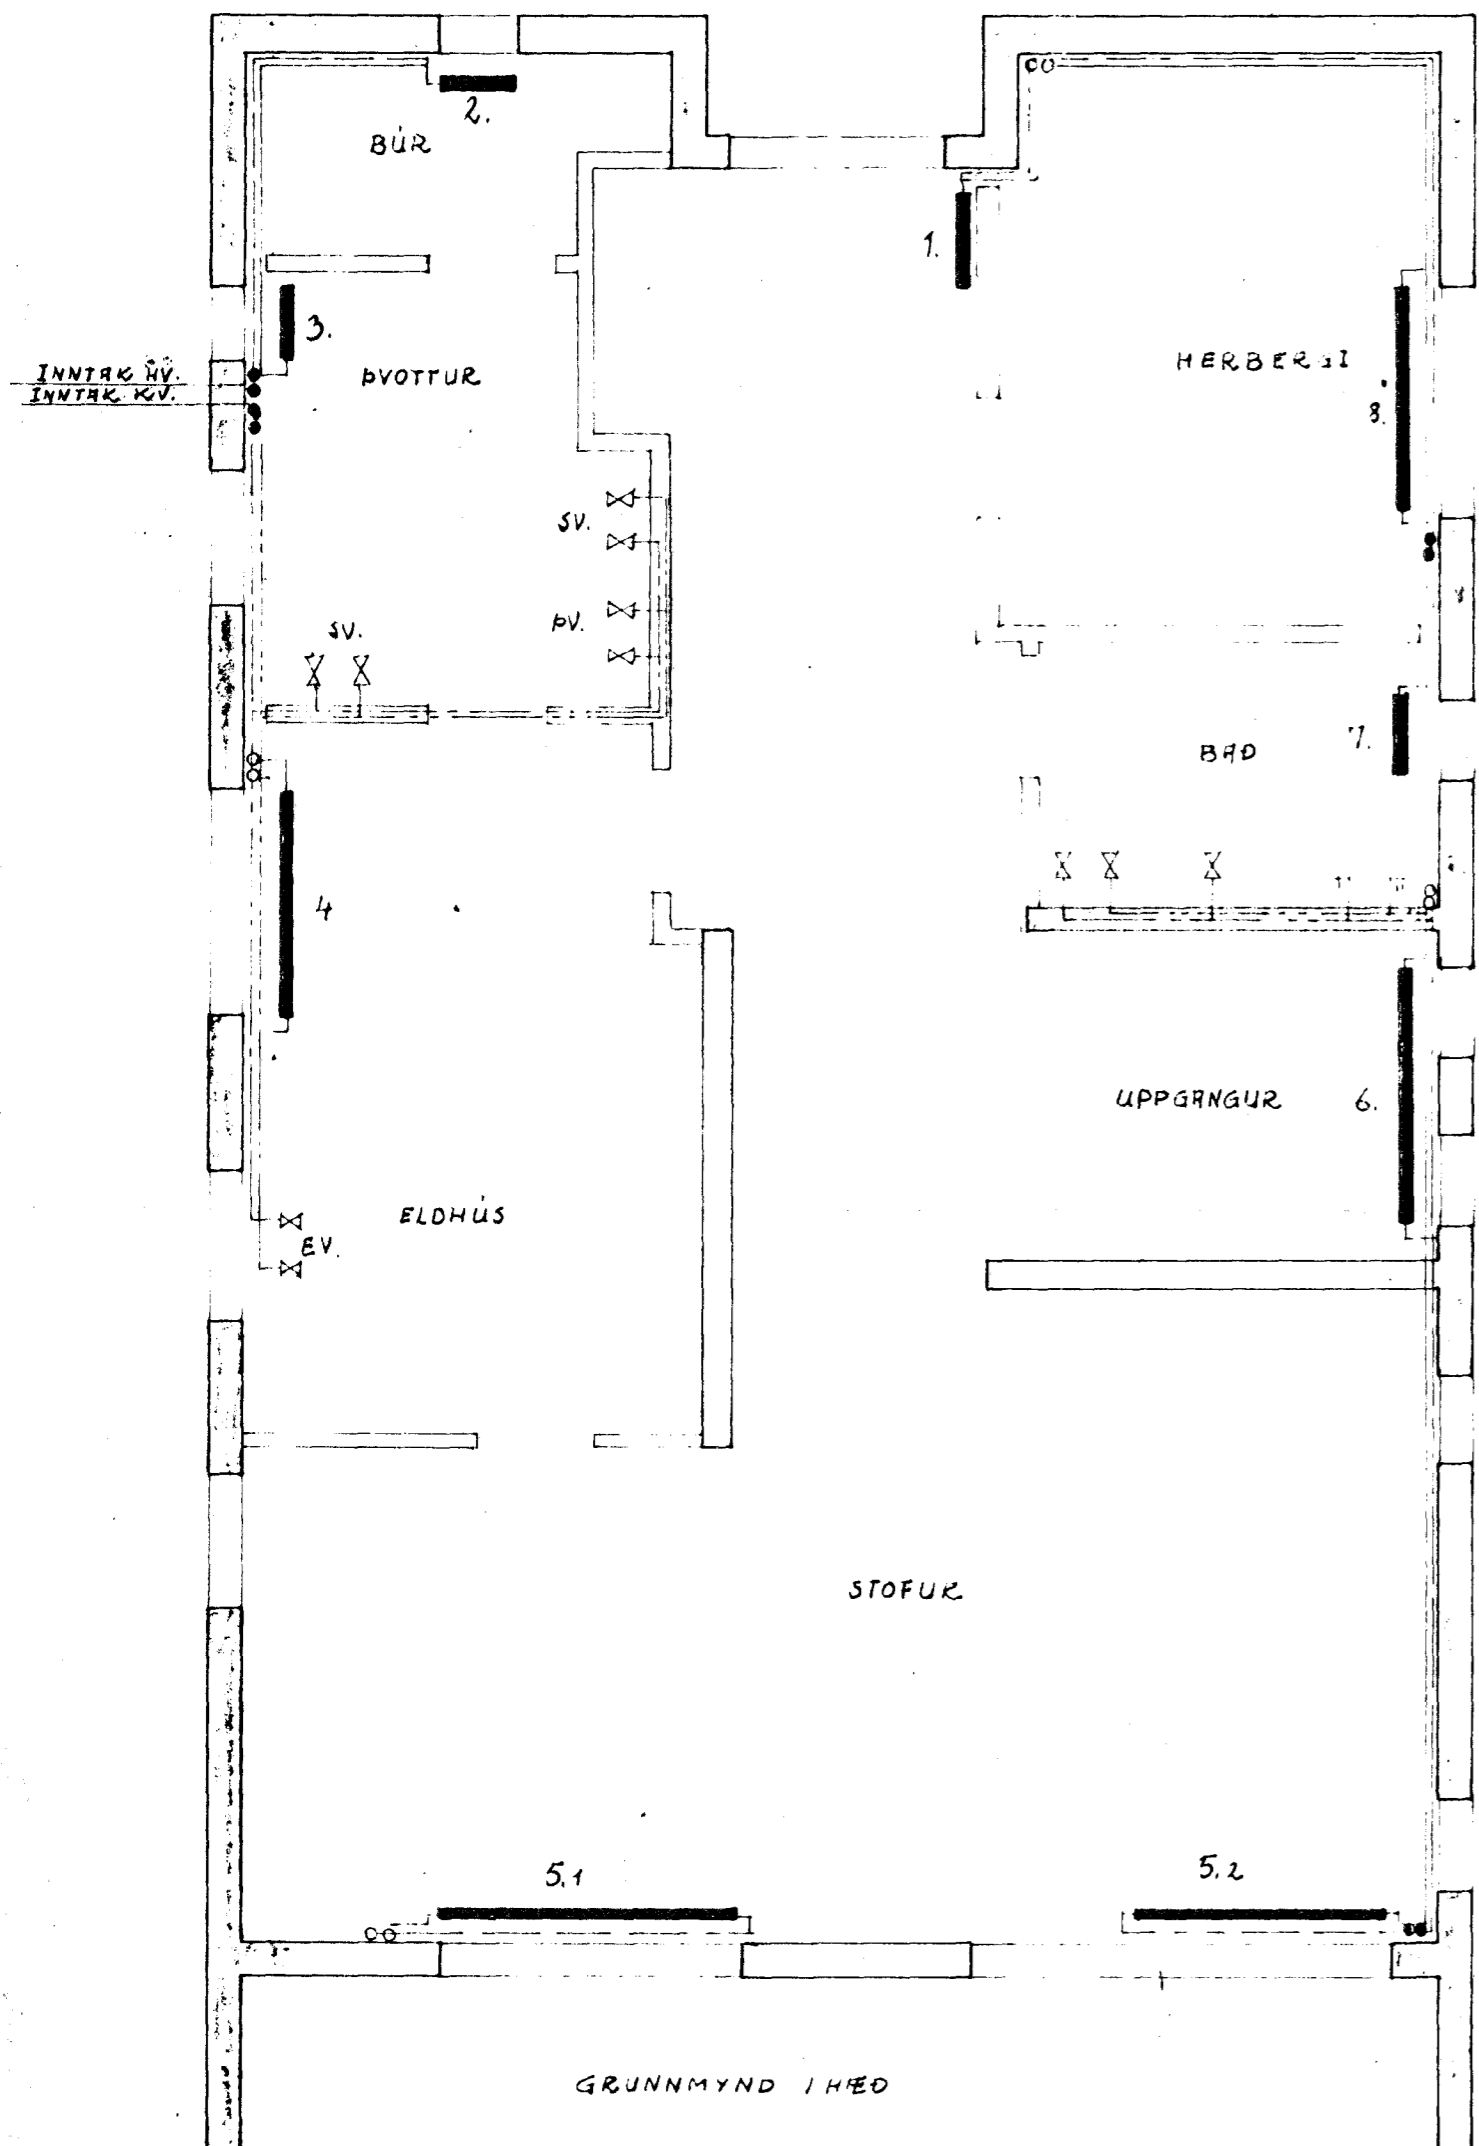 2.
BÚR
1.
3.
INNTAK HV.
INNTAK KV.
ÞVOTTUR
HERBERGI
8.
SV.
ÞV.
SV.
7.
BAÐ
4
UPPGANGUR
6.
ELDHÚS
EV.
STOFUR
5.1
5.2
GRUNNMYND 1 HÆÐ